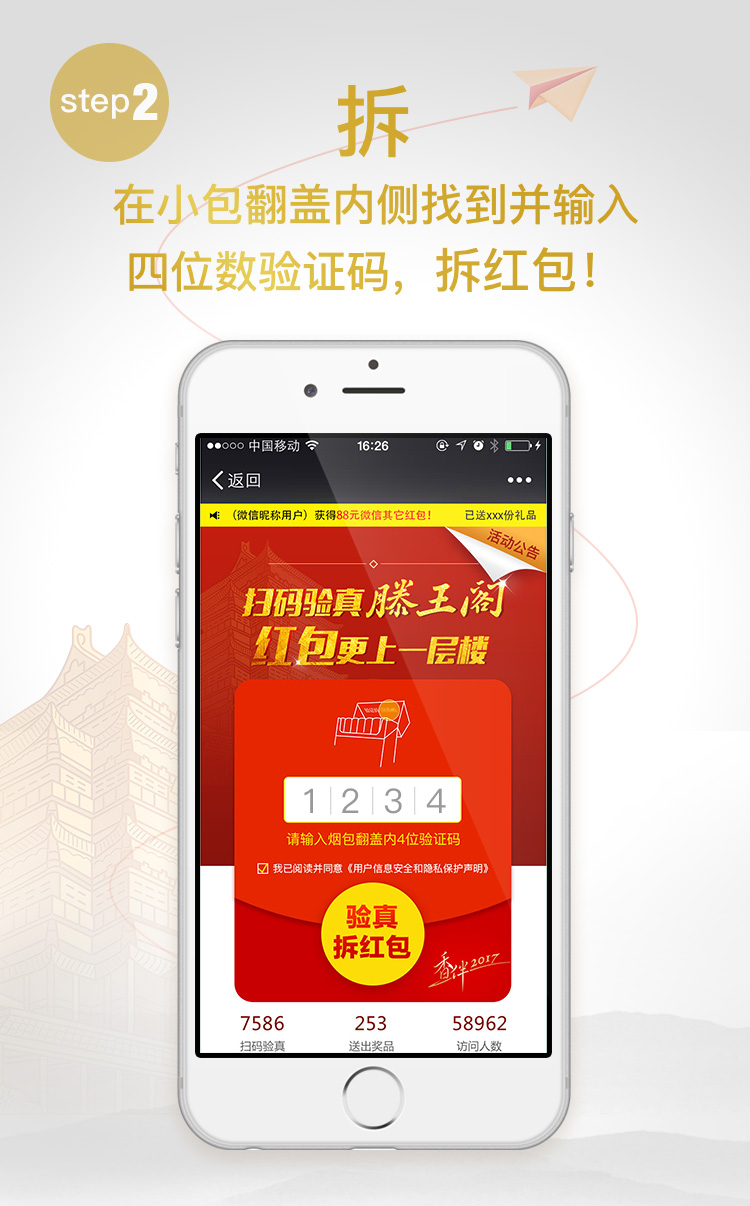 step2
拆
在小包翻盖内侧找到并输入
四位数验证码，拆红包！
中国移动 16:26
返回
（微信昵称用户）获得88元微信其它红包！ 已送xxx份礼品
活动公告
扫码验真滕王阁
红包更上一层楼
1 2 3 4
请输入烟包翻盖内4位验证码
我已阅读并同意《用户信息安全和隐私保护声明》
验真
拆红包
香伴2017
7586 253 58962
扫码验真 送出奖品 访问人数